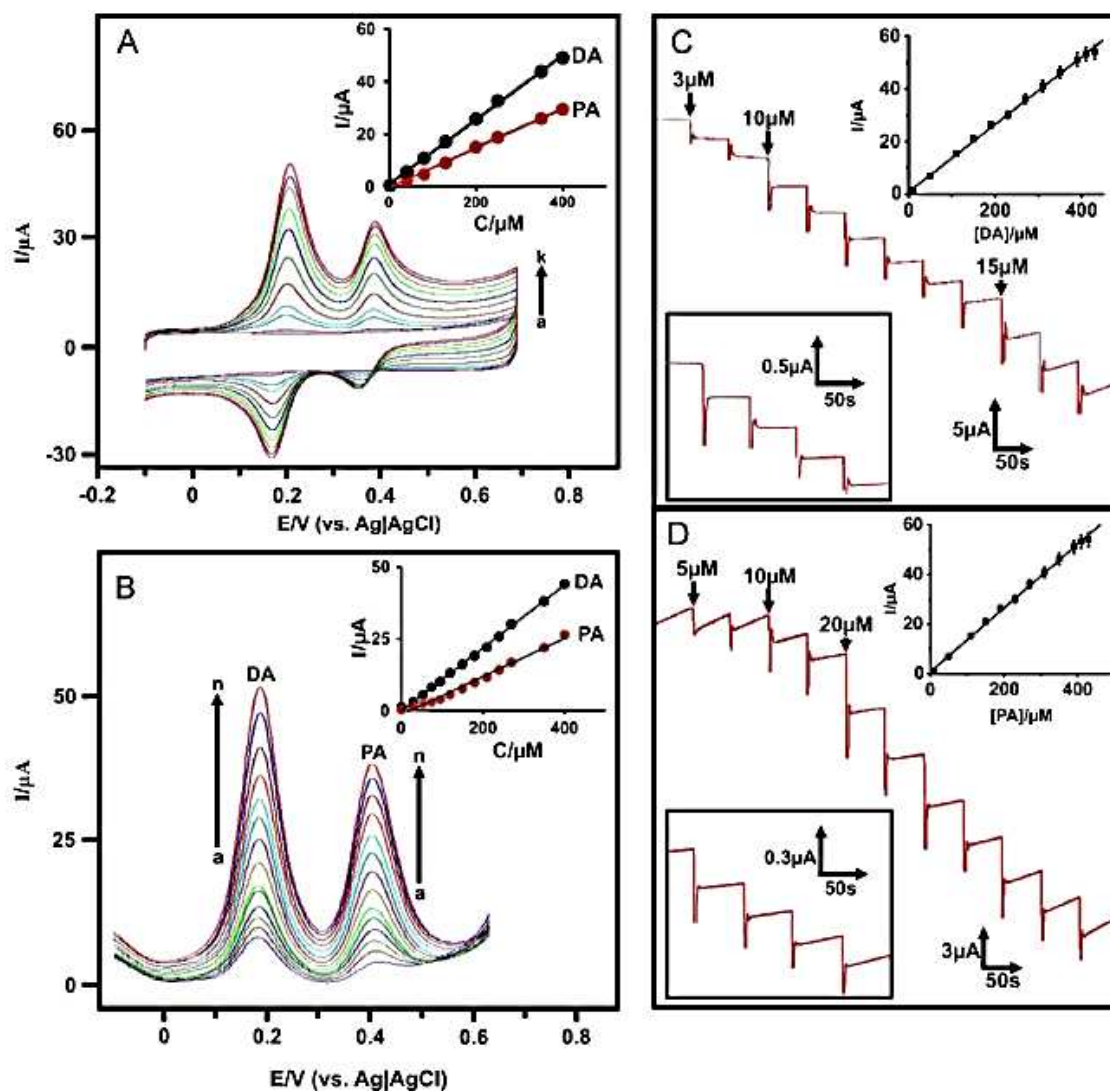 A
60
30
0
-30
I/µA
-0.2 0 0.2 0.4 0.6 0.8
E/V (vs. Ag|AgCl)
k
a
60
40
20
0
I/µA
DA
PA
0 200 400
C/µM
B
50
25
0
I/µA
n
a
DA
PA
n
a
0 0.2 0.4 0.6 0.8
E/V (vs. Ag|AgCl)
50
25
0
I/µA
DA
PA
0 200 400
C/µM
C
3µM
10µM
15µM
60
40
20
0
I/µA
0 200 400
[DA]/µM
0.5µA
50s
5µA
50s
D
5µM
10µM
20µM
60
40
20
0
I/µA
0 200 400
[PA]/µM
0.3µA
50s
3µA
50s